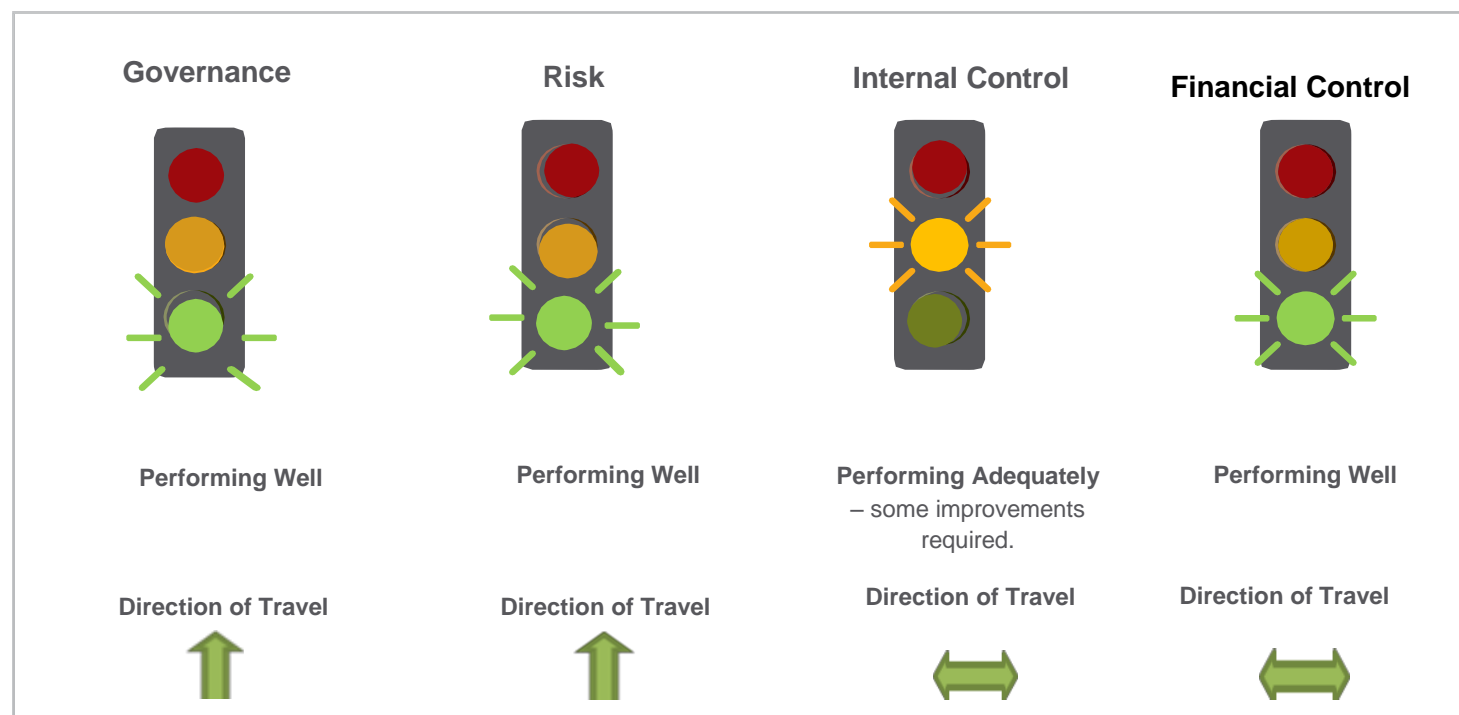 Governance
Risk
Internal Control
Financial Control
Performing Well
Performing Well
Performing Adequately
– some improvements
required.
Performing Well
Direction of Travel
Direction of Travel
Direction of Travel
Direction of Travel